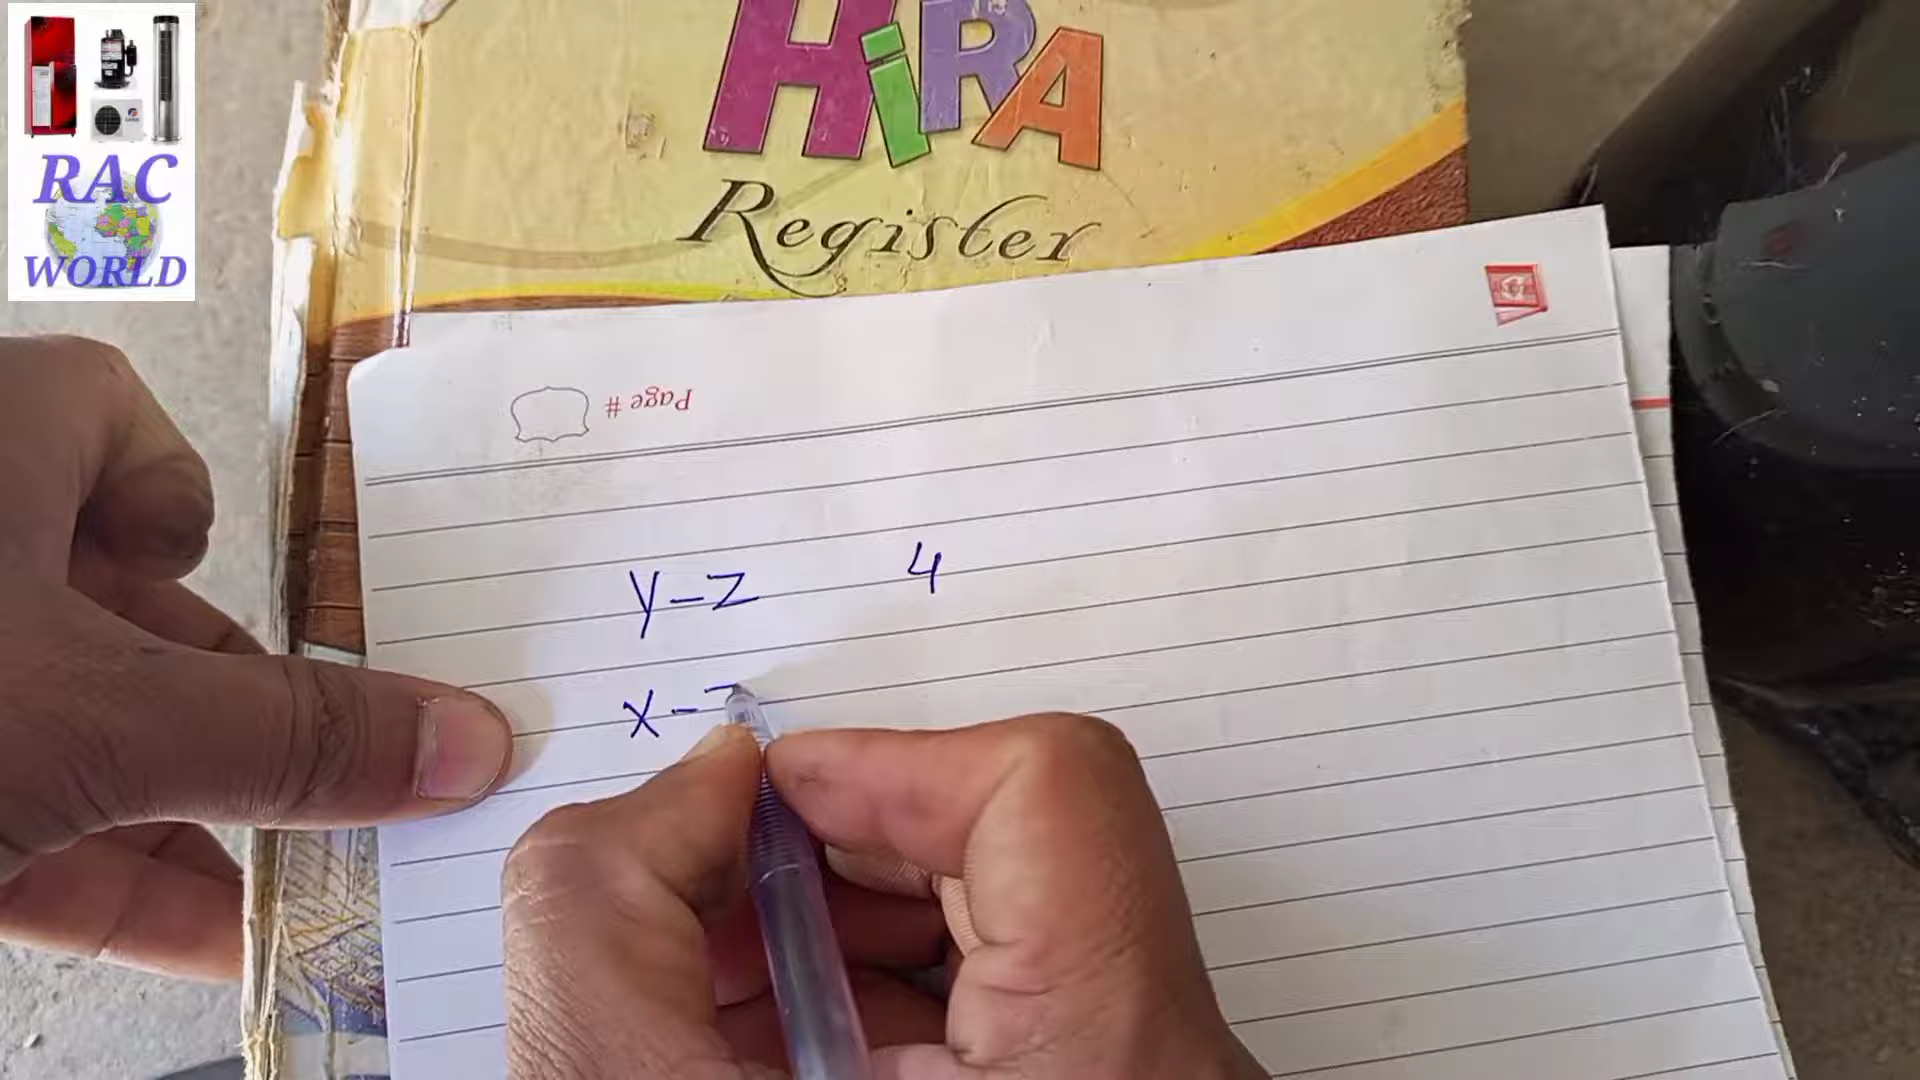 HiRA
Register
RAC
WORLD
Page #
y-z 4
x-